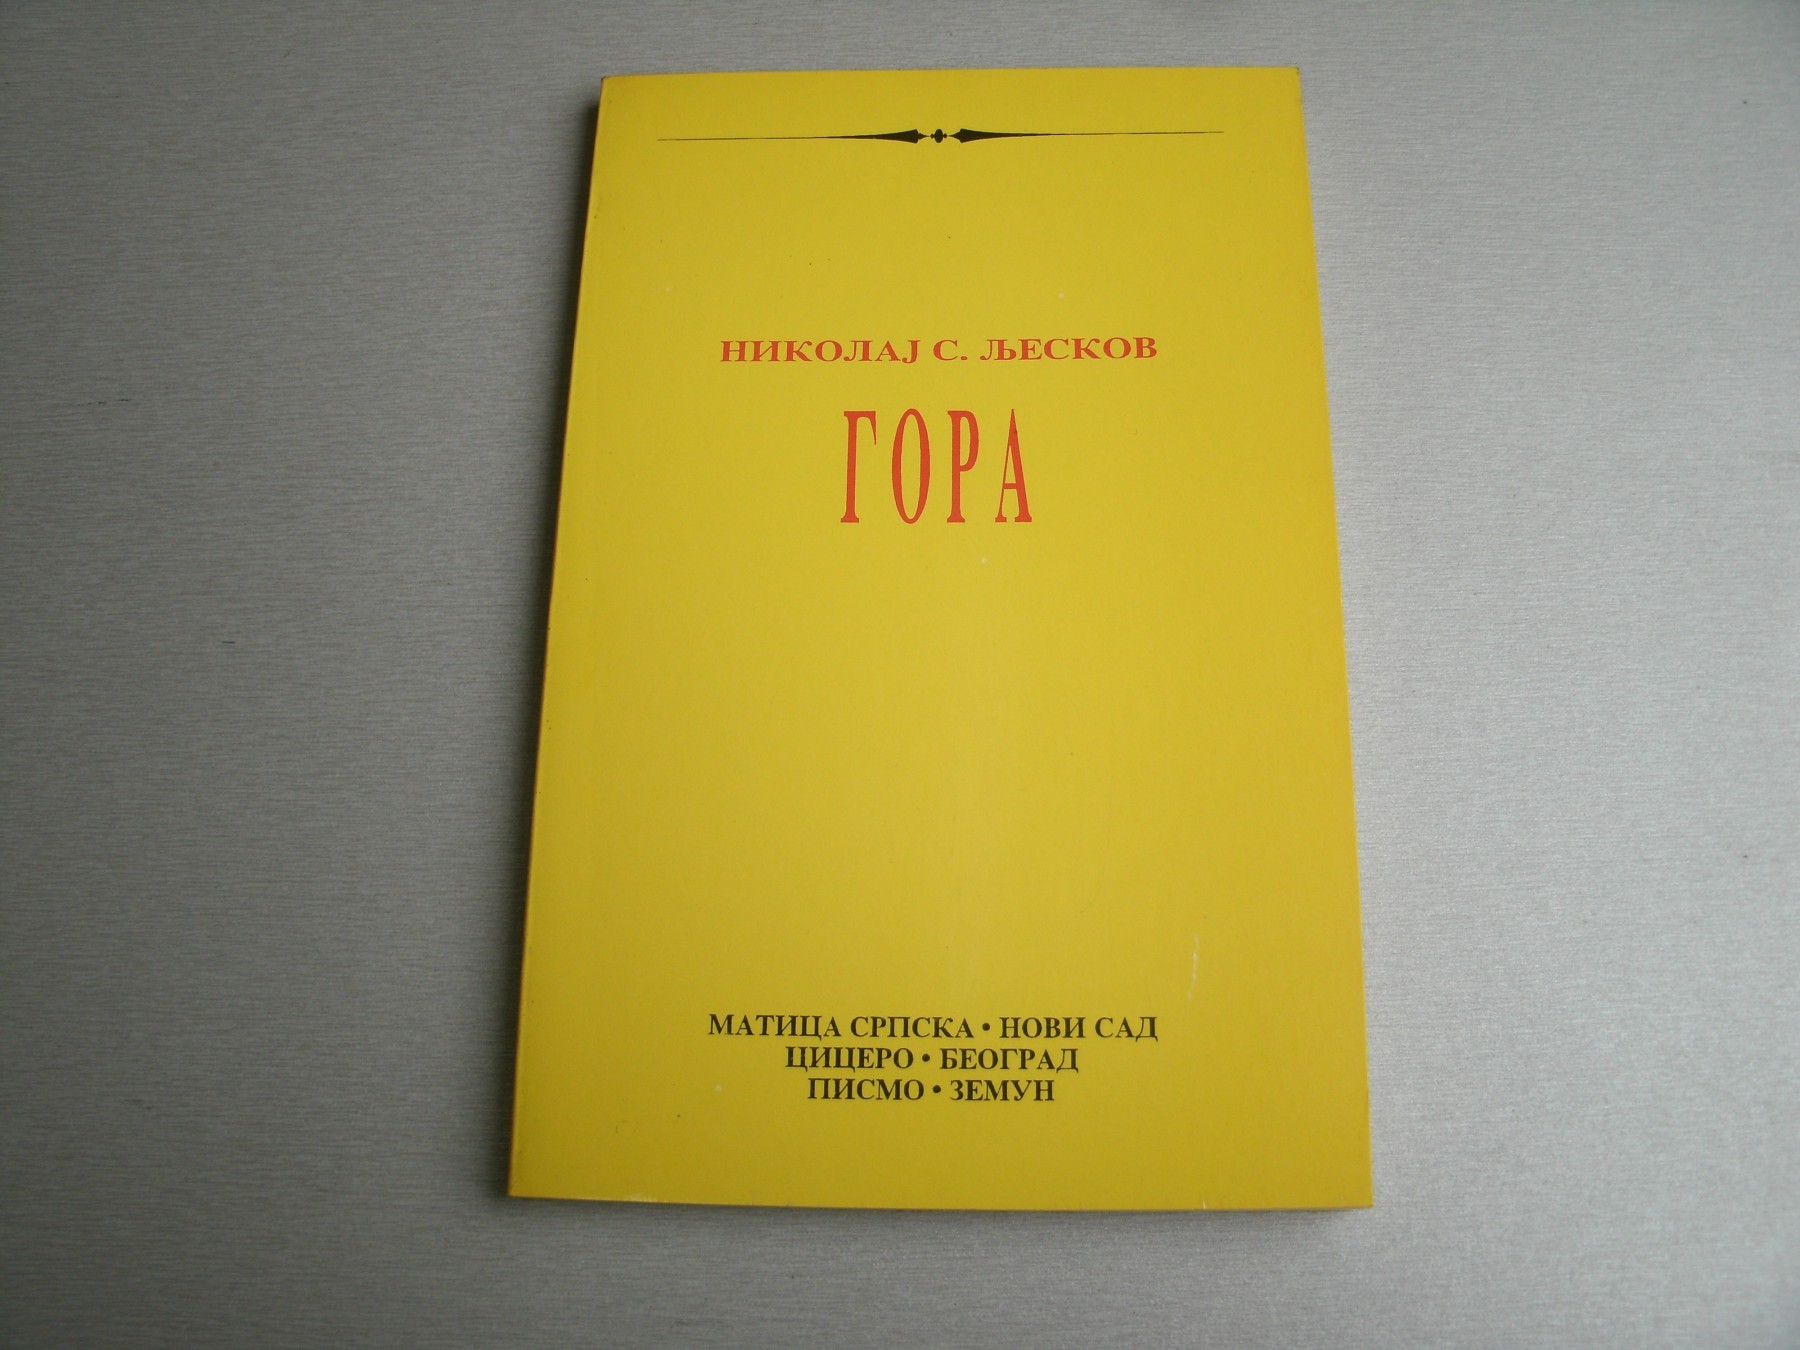 НИКОЛАЈ С. ЉЕСКОВ
ГОРА
МАТИЦА СРПСКА • НОВИ САД
ЦИЦЕРО • БЕОГРАД
ПИСМО • ЗЕМУН